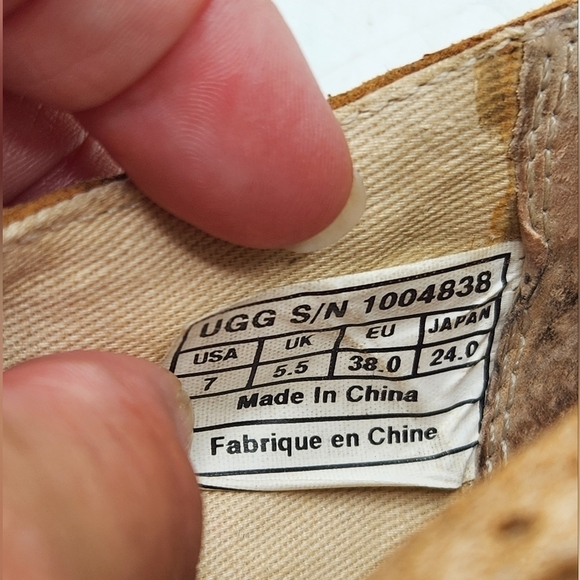 UGG S/N 1004838
USA UK EU JAPAN
7 5.5 38.0 24.0
Made In China
Fabrique en Chine